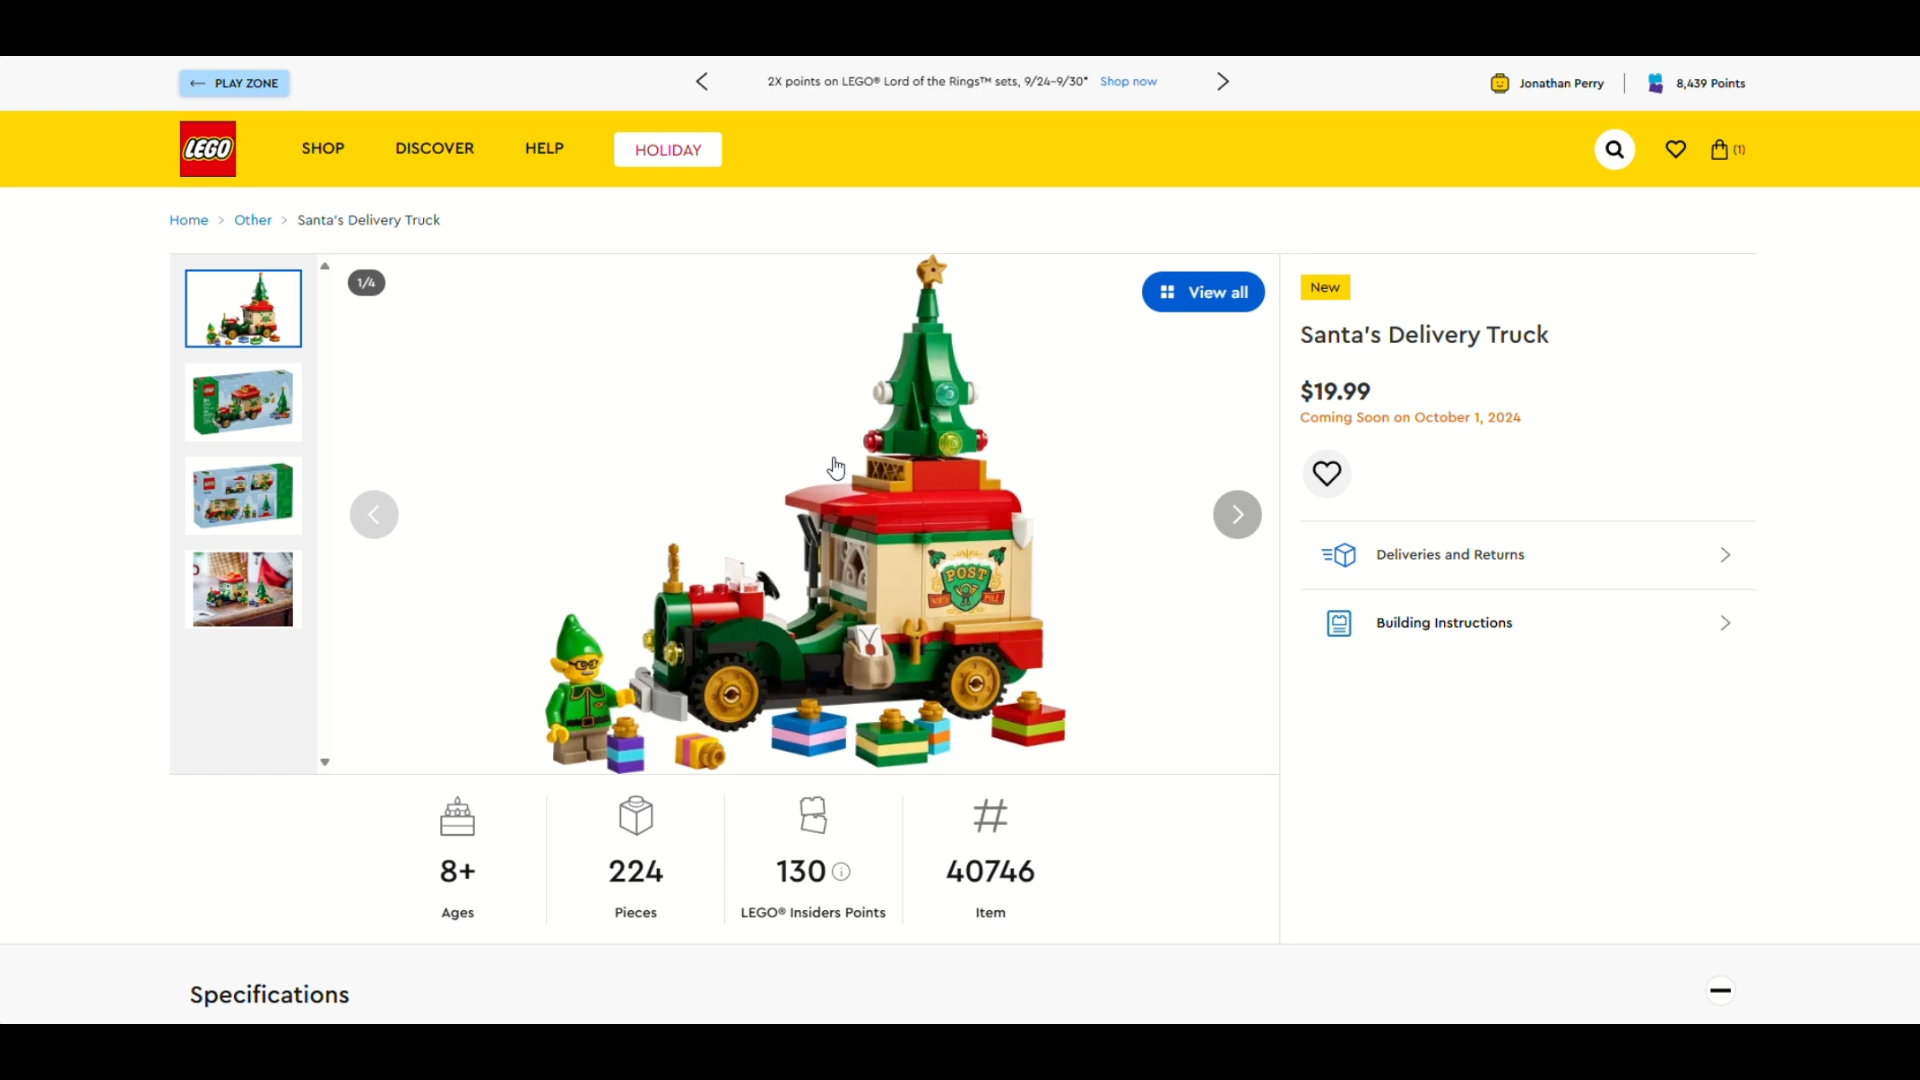 PLAY ZONE
2X points on LEGO® Lord of the Rings™ sets, 9/24-9/30* Shop now
Jonathan Perry
8,439 Points
LEGO
SHOP
DISCOVER
HELP
HOLIDAY
(1)
Home > Other > Santa's Delivery Truck
1/4
View all
POST
NORTH POLE
New
Santa's Delivery Truck
$19.99
Coming Soon on October 1, 2024
Deliveries and Returns
Building Instructions
8+
Ages
224
Pieces
130
LEGO® Insiders Points
#
40746
Item
Specifications